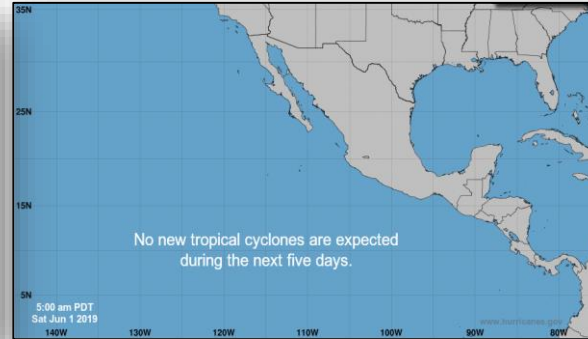 35N
25N
15N
No new tropical cyclones are expected
during the next five days.
5N
5:00 am PDT
Sat Jun 1 2019
www.hurricanes.gov
140W 130W 120W 110W 100W 90W 80W